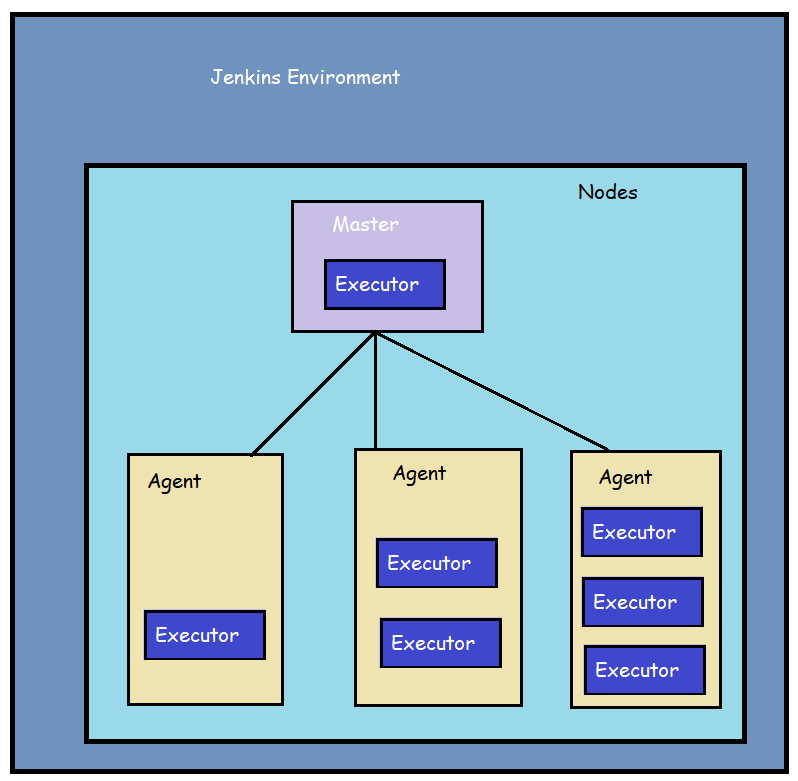 Jenkins Environment
Nodes
Master
Executor
Agent
Executor
Agent
Executor
Executor
Agent
Executor
Executor
Executor